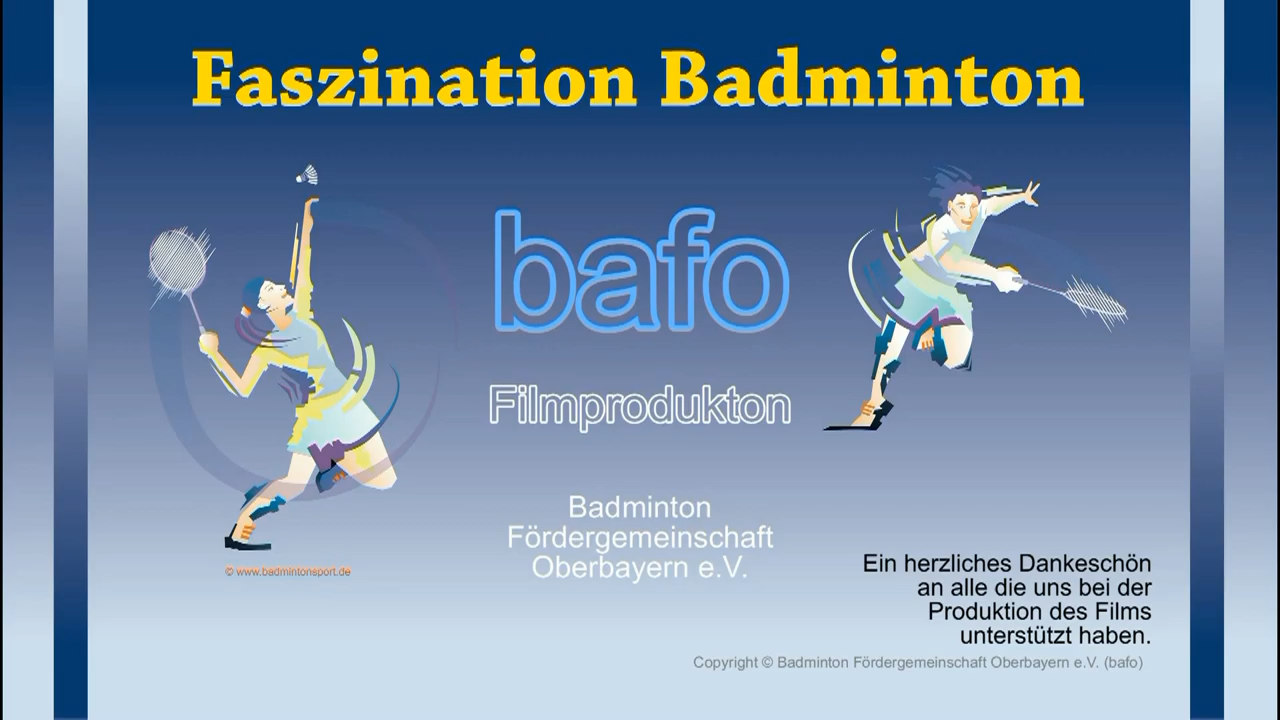 Faszination Badminton
bafo
Filmprodukton
Badminton
Fördergemeinschaft
Oberbayern e.V.
© www.badmintonsport.de
Ein herzliches Dankeschön
an alle die uns bei der
Produktion des Films
unterstützt haben.
Copyright © Badminton Fördergemeinschaft Oberbayern e.V. (bafo)